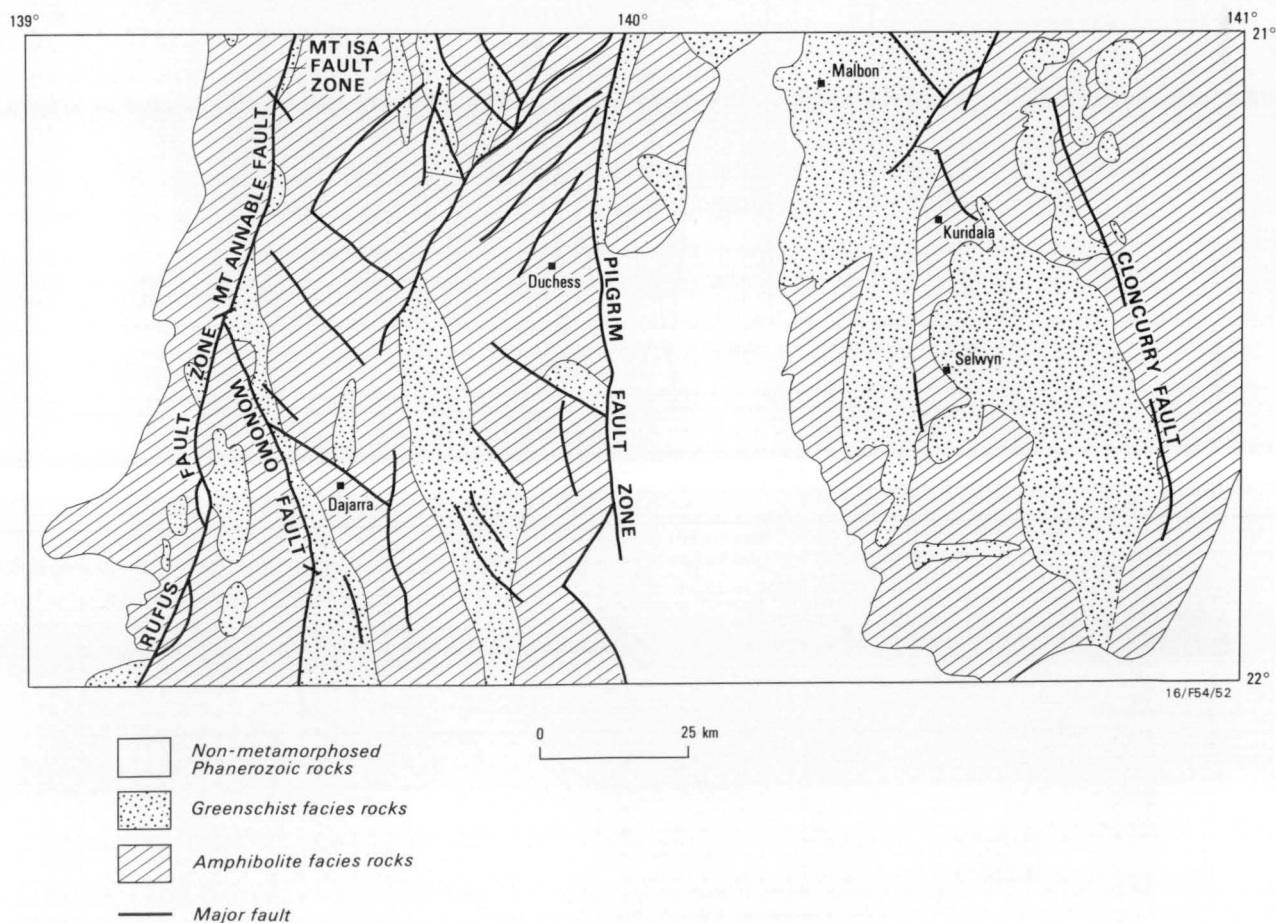 139°
140°
141°
21°
MT ISA
FAULT
ZONE
Malbon
MT ANNABLE FAULT
Kuridala
Duchess
PILGRIM
FAULT
ZONE
CLONCURRY FAULT
Selwyn
RUFUS
FAULT
ZONE
WONOMO
FAULT
Dajarra
22°
16/F54/52
0
25 km
Non-metamorphosed
Phanerozoic rocks
Greenschist facies rocks
Amphibolite facies rocks
Major fault